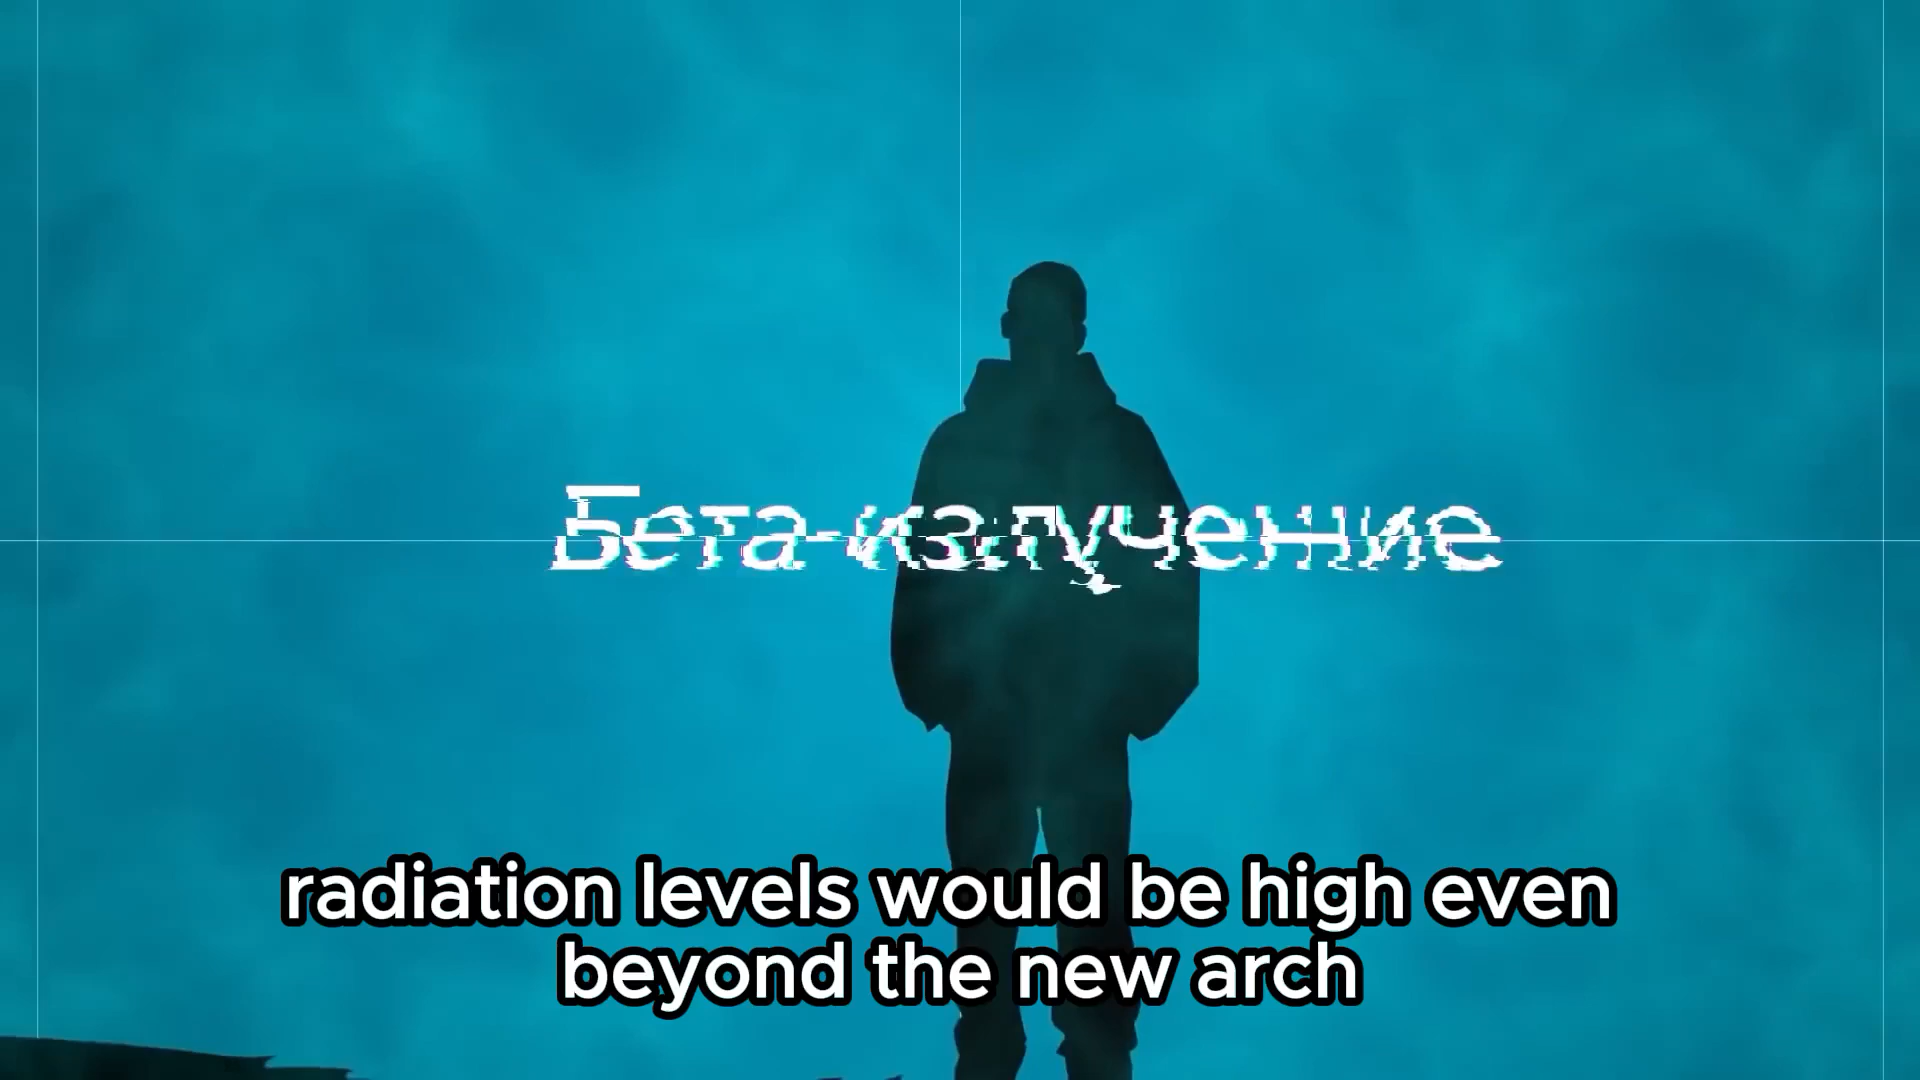 Бета-излучение
radiation levels would be high even
beyond the new arch